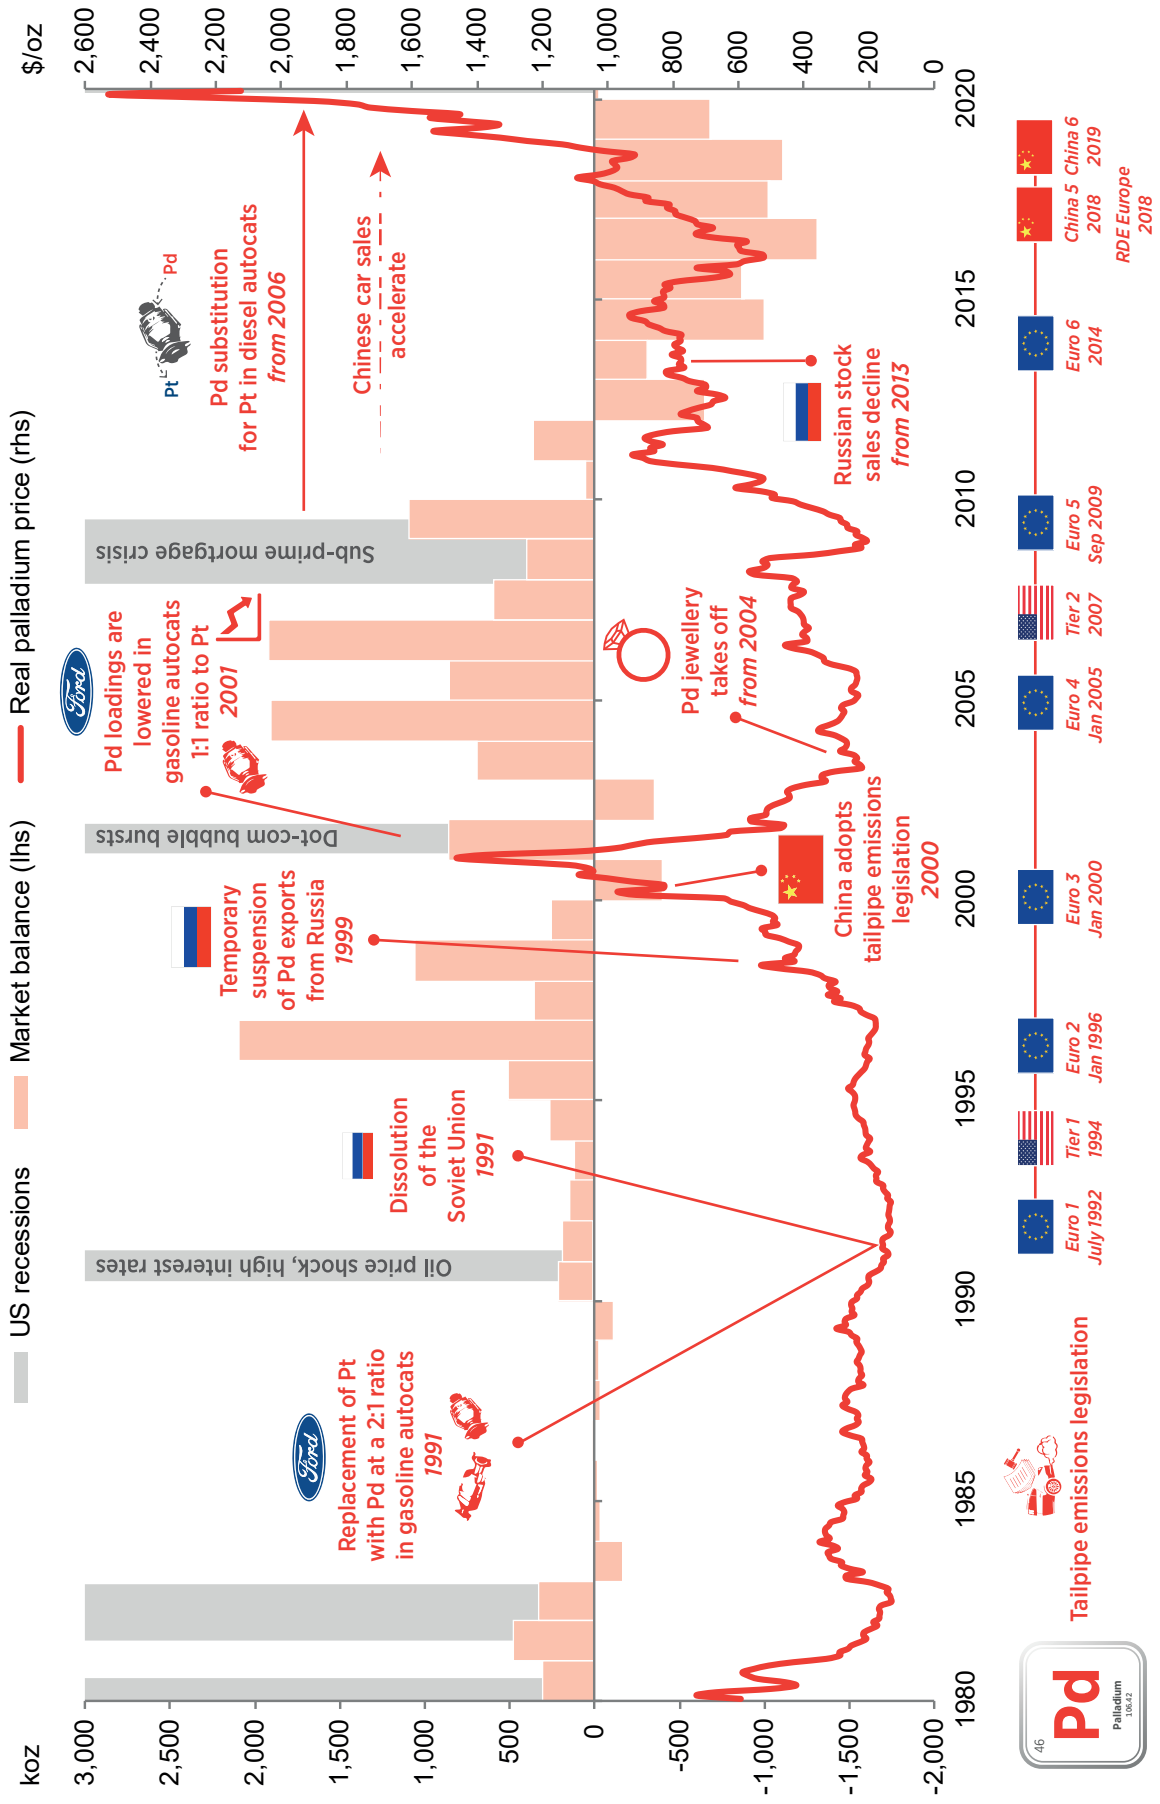 koz
US recessions
Market balance (lhs)
Real palladium price (rhs)
$/oz
3,000
2,500
2,000
1,500
1,000
500
0
-500
-1,000
-1,500
-2,000
2,600
2,400
2,200
2,000
1,800
1,600
1,400
1,200
1,000
800
600
400
200
0
1980
1985
1990
1995
2000
2005
2010
2015
2020
Ford
Replacement of Pt
with Pd at a 2:1 ratio
in gasoline autocats
1991
Oil price shock, high interest rates
Dissolution
of the
Soviet Union
1991
Temporary
suspension
of Pd exports
from Russia
1999
Dot-com bubble bursts
China adopts
tailpipe emissions
legislation
2000
Ford
Pd loadings are
lowered in
gasoline autocats
1:1 ratio to Pt
2001
Pd jewellery
takes off
from 2004
Sub-prime mortgage crisis
Pt
Pd
Pd substitution
for Pt in diesel autocats
from 2006
Chinese car sales
accelerate
Russian stock
sales decline
from 2013
46
Pd
Palladium
106.42
Tailpipe emissions legislation
Euro 1
July 1992
Tier 1
1994
Euro 2
Jan 1996
Euro 3
Jan 2000
Euro 4
Jan 2005
Tier 2
2007
Euro 5
Sep 2009
Euro 6
2014
China 5
2018
RDE Europe
2018
China 6
2019